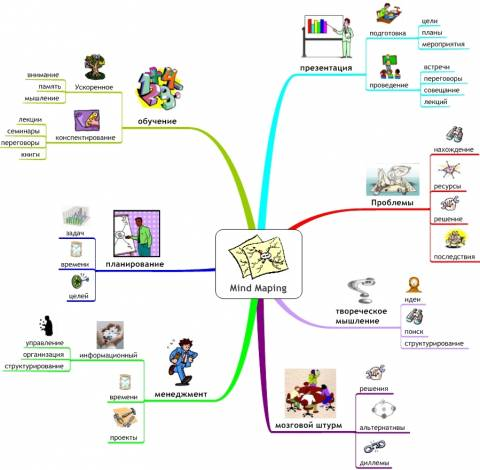 Mind Maping
презентация
подготовка
цели
планы
мероприятия
проведение
встречи
переговоры
совещание
лекций
Проблемы
нахождение
ресурсы
решение
последствия
твореческое
мышление
идеи
поиск
структурирование
мозговой штурм
решения
альтернативы
диллемы
менеджмент
информационный
управление
организация
структурирование
времени
проекты
планирование
задач
времени
целей
обучение
Ускоренное
внимание
память
мышление
конспектирование
лекции
семинары
переговоры
книги